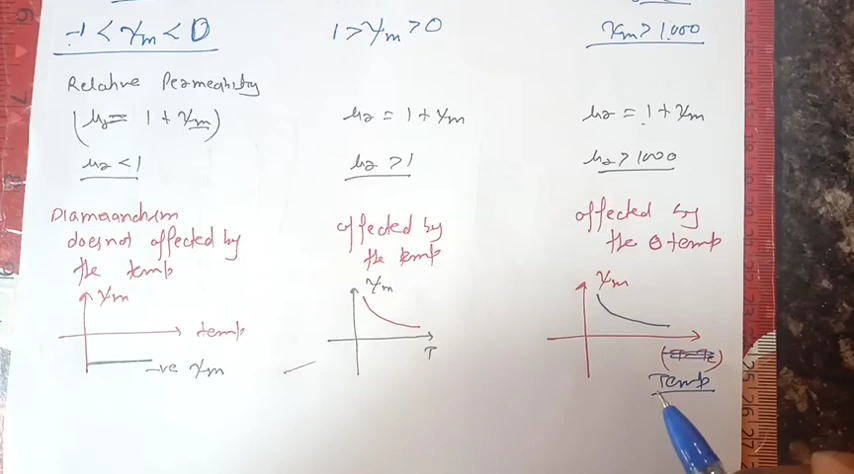 -1 < χm < 0
1 > χm > 0
χm > 1000
Relative Permeability
(μr = 1 + χm)
μr = 1 + χm
μr = 1 + χm
μr < 1
μr > 1
μr > 1000
Diamagnetism
does not affected by
the temp
affected by
the temp
affected by
the temp
χm
temp
-ve χm
χm
T
χm
Temp